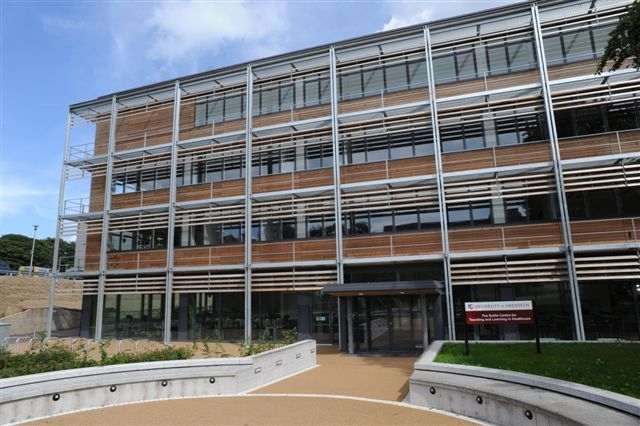 UNIVERSITY OF ABERDEEN
The Suttie Centre for
Teaching and Learning in Healthcare